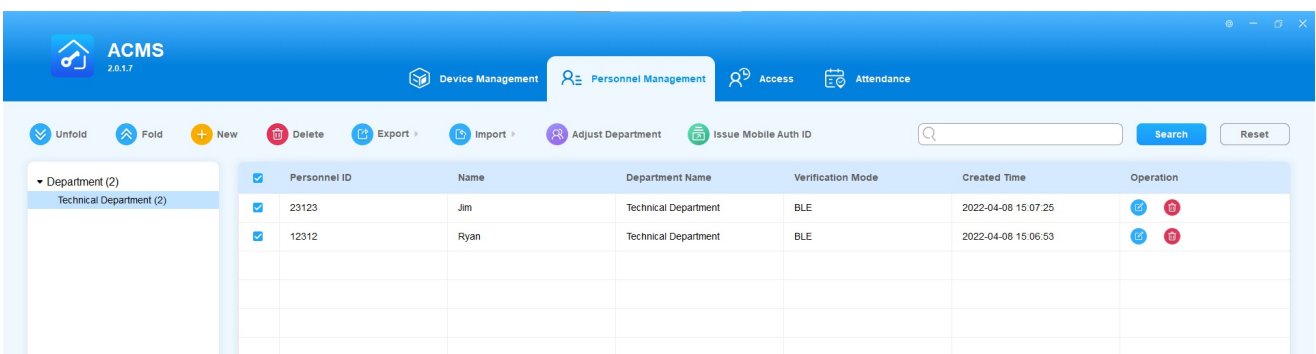 ACMS
2.0.1.7
Device Management
Personnel Management
Access
Attendance
Unfold
Fold
New
Delete
Export
Import
Adjust Department
Issue Mobile Auth ID
Search
Reset
Department (2)
Technical Department (2)
Personnel ID Name Department Name Verification Mode Created Time Operation
23123 Jim Technical Department BLE 2022-04-08 15:07:25
12312 Ryan Technical Department BLE 2022-04-08 15:06:53